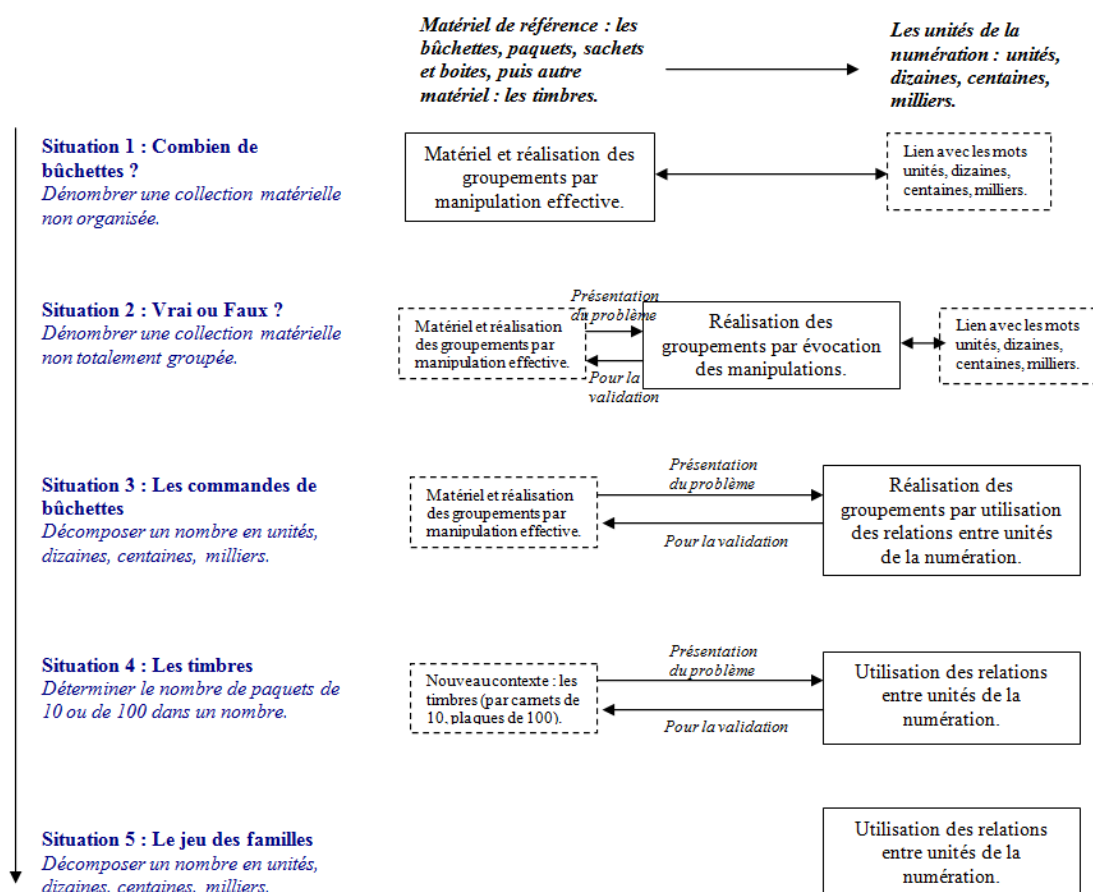 Matériel de référence : les
bûchettes, paquets, sachets
et boites, puis autre
matériel : les timbres.
Les unités de la
numération : unités,
dizaines, centaines,
milliers.
Situation 1 : Combien de
bûchettes ?
Dénombrer une collection matérielle
non organisée.
Matériel et réalisation des
groupements par
manipulation effective.
Lien avec les mots
unités, dizaines,
centaines, milliers.
Situation 2 : Vrai ou Faux ?
Dénombrer une collection matérielle
non totalement groupée.
Matériel et réalisation
des groupements par
manipulation effective.
Présentation
du problème
Pour la
validation
Réalisation des
groupements par évocation
des manipulations.
Lien avec les mots
unités, dizaines,
centaines, milliers.
Situation 3 : Les commandes de
bûchettes
Décomposer un nombre en unités,
dizaines, centaines, milliers.
Matériel et réalisation
des groupements par
manipulation effective.
Présentation
du problème
Pour la validation
Réalisation des
groupements par utilisation
des relations entre unités
de la numération.
Situation 4 : Les timbres
Déterminer le nombre de paquets de
10 ou de 100 dans un nombre.
Nouveau contexte : les
timbres (par carnets de
10, plaques de 100).
Présentation
du problème
Pour la validation
Utilisation des relations
entre unités de la
numération.
Situation 5 : Le jeu des familles
Décomposer un nombre en unités,
dizaines, centaines, milliers.
Utilisation des relations
entre unités de la
numération.